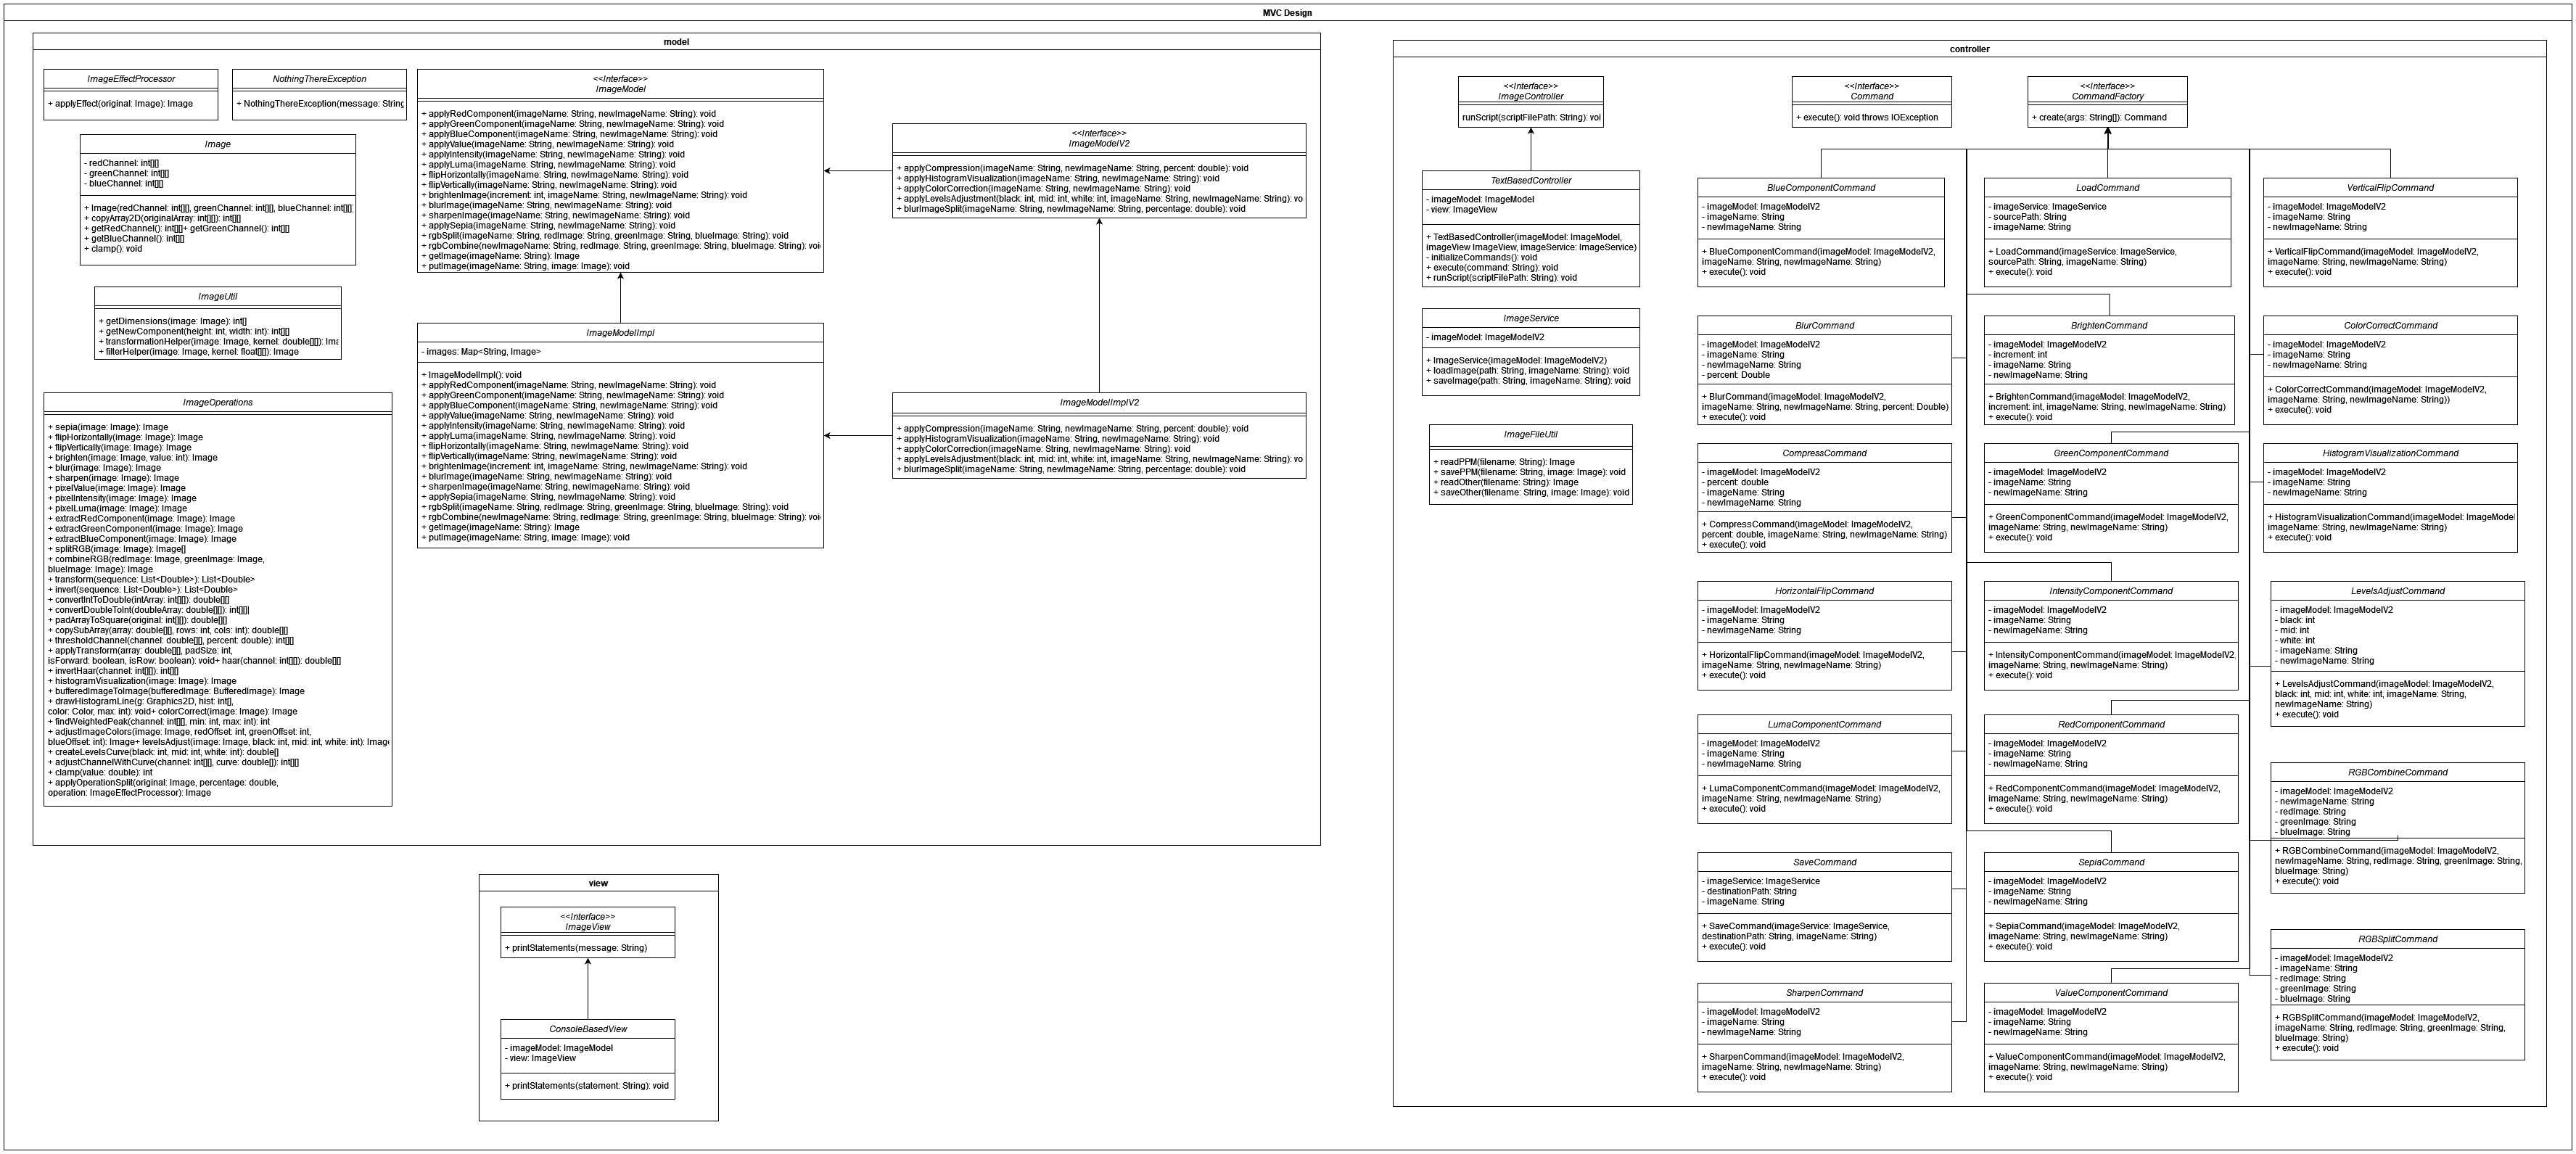 MVC Design
model
ImageEffectProcessor
+ applyEffect(original: Image): Image
NothingThereException
+ NothingThereException(message: String
Image
- redChannel: int[][]
- greenChannel: int[][]
- blueChannel: int[][]
+ Image(redChannel: int[][], greenChannel: int[][], blueChannel: int[][]
+ copyArray2D(originalArray: int[][]): int[][]
+ getRedChannel(): int[][]+ getGreenChannel(): int[][]
+ getBlueChannel(): int[][]
+ clamp(): void
ImageUtil
+ getDimensions(image: Image): int[]
+ getNewComponent(height: int, width: int): int[][]
+ transformationHelper(image: Image, kernel: double[][]): Ima
+ filterHelper(image: Image, kernel: float[][]): Image
ImageOperations
+ sepia(image: Image): Image
+ flipHorizontally(image: Image): Image
+ flipVertically(image: Image): Image
+ brighten(image: Image, value: int): Image
+ blur(image: Image): Image
+ sharpen(image: Image): Image
+ pixelValue(image: Image): Image
+ pixelIntensity(image: Image): Image
+ pixelLuma(image: Image): Image
+ extractRedComponent(image: Image): Image
+ extractGreenComponent(image: Image): Image
+ extractBlueComponent(image: Image): Image
+ splitRGB(image: Image): Image[]
+ combineRGB(redImage: Image, greenImage: Image,
blueImage: Image): Image
+ transform(sequence: List<Double>): List<Double>
+ invert(sequence: List<Double>): List<Double>
+ convertIntToDouble(intArray: int[][]): double[][]
+ convertDoubleToInt(doubleArray: double[][]): int[][]|
+ padArrayToSquare(original: int[][]): double[][]
+ copySubArray(array: double[][], rows: int, cols: int): double[][]
+ thresholdChannel(channel: double[][], percent: double): int[][]
+ applyTransform(array: double[][], padSize: int,
isForward: boolean, isRow: boolean): void+ haar(channel: int[][]): double[][]
+ invertHaar(channel: int[][]): int[][]
+ histogramVisualization(image: Image): Image
+ bufferedImageToImage(bufferedImage: BufferedImage): Image
+ drawHistogramLine(g: Graphics2D, hist: int[],
color: Color, max: int): void+ colorCorrect(image: Image): Image
+ findWeightedPeak(channel: int[][], min: int, max: int): int
+ adjustImageColors(image: Image, redOffset: int, greenOffset: int,
blueOffset: int): Image+ levelsAdjust(image: Image, black: int, mid: int, white: int): Image
+ createLevelsCurve(black: int, mid: int, white: int): double[]
+ adjustChannelWithCurve(channel: int[][], curve: double[]): int[][]
+ clamp(value: double): int
+ applyOperationSplit(original: Image, percentage: double,
operation: ImageEffectProcessor): Image
<<Interface>>
ImageModel
+ applyRedComponent(imageName: String, newImageName: String): void
+ applyGreenComponent(imageName: String, newImageName: String): void
+ applyBlueComponent(imageName: String, newImageName: String): void
+ applyValue(imageName: String, newImageName: String): void
+ applyIntensity(imageName: String, newImageName: String): void
+ applyLuma(imageName: String, newImageName: String): void
+ flipHorizontally(imageName: String, newImageName: String): void
+ flipVertically(imageName: String, newImageName: String): void
+ brightenImage(increment: int, imageName: String, newImageName: String): void
+ blurImage(imageName: String, newImageName: String): void
+ sharpenImage(imageName: String, newImageName: String): void
+ applySepia(imageName: String, newImageName: String): void
+ rgbSplit(imageName: String, redImage: String, greenImage: String, blueImage: String): void
+ rgbCombine(newImageName: String, redImage: String, greenImage: String, blueImage: String): void
+ getImage(imageName: String): Image
+ putImage(imageName: String, image: Image): void
ImageModelImpl
- images: Map<String, Image>
+ ImageModelImpl(): void
+ applyRedComponent(imageName: String, newImageName: String): void
+ applyGreenComponent(imageName: String, newImageName: String): void
+ applyBlueComponent(imageName: String, newImageName: String): void
+ applyValue(imageName: String, newImageName: String): void
+ applyIntensity(imageName: String, newImageName: String): void
+ applyLuma(imageName: String, newImageName: String): void
+ flipHorizontally(imageName: String, newImageName: String): void
+ flipVertically(imageName: String, newImageName: String): void
+ brightenImage(increment: int, imageName: String, newImageName: String): void
+ blurImage(imageName: String, newImageName: String): void
+ sharpenImage(imageName: String, newImageName: String): void
+ applySepia(imageName: String, newImageName: String): void
+ rgbSplit(imageName: String, redImage: String, greenImage: String, blueImage: String): void
+ rgbCombine(newImageName: String, redImage: String, greenImage: String, blueImage: String): void
+ getImage(imageName: String): Image
+ putImage(imageName: String, image: Image): void
<<Interface>>
ImageModelV2
+ applyCompression(imageName: String, newImageName: String, percent: double): void
+ applyHistogramVisualization(imageName: String, newImageName: String): void
+ applyColorCorrection(imageName: String, newImageName: String): void
+ applyLevelsAdjustment(black: int, mid: int, white: int, imageName: String, newImageName: String): vo
+ blurImageSplit(imageName: String, newImageName: String, percentage: double): void
ImageModelImplV2
+ applyCompression(imageName: String, newImageName: String, percent: double): void
+ applyHistogramVisualization(imageName: String, newImageName: String): void
+ applyColorCorrection(imageName: String, newImageName: String): void
+ applyLevelsAdjustment(black: int, mid: int, white: int, imageName: String, newImageName: String): vo
+ blurImageSplit(imageName: String, newImageName: String, percentage: double): void
view
<<Interface>>
ImageView
+ printStatements(message: String)
ConsoleBasedView
- imageModel: ImageModel
- view: ImageView
+ printStatements(statement: String): void
controller
<<Interface>>
ImageController
runScript(scriptFilePath: String): voi
<<Interface>>
Command
+ execute(): void throws IOException
<<Interface>>
CommandFactory
+ create(args: String[]): Command
TextBasedController
- imageModel: ImageModel
- view: ImageView
+ TextBasedController(imageModel: ImageModel,
imageView ImageView, imageService: ImageService)
- initializeCommands(): void
+ execute(command: String): void
+ runScript(scriptFilePath: String): void
ImageService
- imageModel: ImageModelV2
+ ImageService(imageModel: ImageModelV2)
+ loadImage(path: String, imageName: String): void
+ saveImage(path: String, imageName: String): void
ImageFileUtil
+ readPPM(filename: String): Image
+ savePPM(filename: String, image: Image): void
+ readOther(filename: String): Image
+ saveOther(filename: String, image: Image): void
BlueComponentCommand
- imageModel: ImageModelV2
- imageName: String
- newImageName: String
+ BlueComponentCommand(imageModel: ImageModelV2,
imageName: String, newImageName: String)
+ execute(): void
LoadCommand
- imageService: ImageService
- sourcePath: String
- imageName: String
+ LoadCommand(imageService: ImageService,
sourcePath: String, imageName: String)
+ execute(): void
VerticalFlipCommand
- imageModel: ImageModelV2
- imageName: String
- newImageName: String
+ VerticalFlipCommand(imageModel: ImageModelV2,
imageName: String, newImageName: String)
+ execute(): void
BlurCommand
- imageModel: ImageModelV2
- imageName: String
- newImageName: String
- percent: Double
+ BlurCommand(imageModel: ImageModelV2,
imageName: String, newImageName: String, percent: Double)
+ execute(): void
BrightenCommand
- imageModel: ImageModelV2
- increment: int
- imageName: String
- newImageName: String
+ BrightenCommand(imageModel: ImageModelV2,
increment: int, imageName: String, newImageName: String)
+ execute(): void
ColorCorrectCommand
- imageModel: ImageModelV2
- imageName: String
- newImageName: String
+ ColorCorrectCommand(imageModel: ImageModelV2,
imageName: String, newImageName: String))
+ execute(): void
CompressCommand
- imageModel: ImageModelV2
- percent: double
- imageName: String
- newImageName: String
+ CompressCommand(imageModel: ImageModelV2,
percent: double, imageName: String, newImageName: String)
+ execute(): void
GreenComponentCommand
- imageModel: ImageModelV2
- imageName: String
- newImageName: String
+ GreenComponentCommand(imageModel: ImageModelV2,
imageName: String, newImageName: String)
+ execute(): void
HistogramVisualizationCommand
- imageModel: ImageModelV2
- imageName: String
- newImageName: String
+ HistogramVisualizationCommand(imageModel: ImageModel
imageName: String, newImageName: String)
+ execute(): void
HorizontalFlipCommand
- imageModel: ImageModelV2
- imageName: String
- newImageName: String
+ HorizontalFlipCommand(imageModel: ImageModelV2,
imageName: String, newImageName: String)
+ execute(): void
IntensityComponentCommand
- imageModel: ImageModelV2
- imageName: String
- newImageName: String
+ IntensityComponentCommand(imageModel: ImageModelV2,
imageName: String, newImageName: String)
+ execute(): void
LevelsAdjustCommand
- imageModel: ImageModelV2
- black: int
- mid: int
- white: int
- imageName: String
- newImageName: String
+ LevelsAdjustCommand(imageModel: ImageModelV2,
black: int, mid: int, white: int, imageName: String,
newImageName: String)
+ execute(): void
LumaComponentCommand
- imageModel: ImageModelV2
- imageName: String
- newImageName: String
+ LumaComponentCommand(imageModel: ImageModelV2,
imageName: String, newImageName: String)
+ execute(): void
RedComponentCommand
- imageModel: ImageModelV2
- imageName: String
- newImageName: String
+ RedComponentCommand(imageModel: ImageModelV2,
imageName: String, newImageName: String)
+ execute(): void
RGBCombineCommand
- imageModel: ImageModelV2
- newImageName: String
- redImage: String
- greenImage: String
- blueImage: String
+ RGBCombineCommand(imageModel: ImageModelV2,
newImageName: String, redImage: String, greenImage: String,
blueImage: String)
+ execute(): void
SaveCommand
- imageService: ImageService
- destinationPath: String
- imageName: String
+ SaveCommand(imageService: ImageService,
destinationPath: String, imageName: String)
+ execute(): void
SepiaCommand
- imageModel: ImageModelV2
- imageName: String
- newImageName: String
+ SepiaCommand(imageModel: ImageModelV2,
imageName: String, newImageName: String)
+ execute(): void
RGBSplitCommand
- imageModel: ImageModelV2
- imageName: String
- redImage: String
- greenImage: String
- blueImage: String
+ RGBSplitCommand(imageModel: ImageModelV2,
imageName: String, redImage: String, greenImage: String,
blueImage: String)
+ execute(): void
SharpenCommand
- imageModel: ImageModelV2
- imageName: String
- newImageName: String
+ SharpenCommand(imageModel: ImageModelV2,
imageName: String, newImageName: String)
+ execute(): void
ValueComponentCommand
- imageModel: ImageModelV2
- imageName: String
- newImageName: String
+ ValueComponentCommand(imageModel: ImageModelV2,
imageName: String, newImageName: String)
+ execute(): void